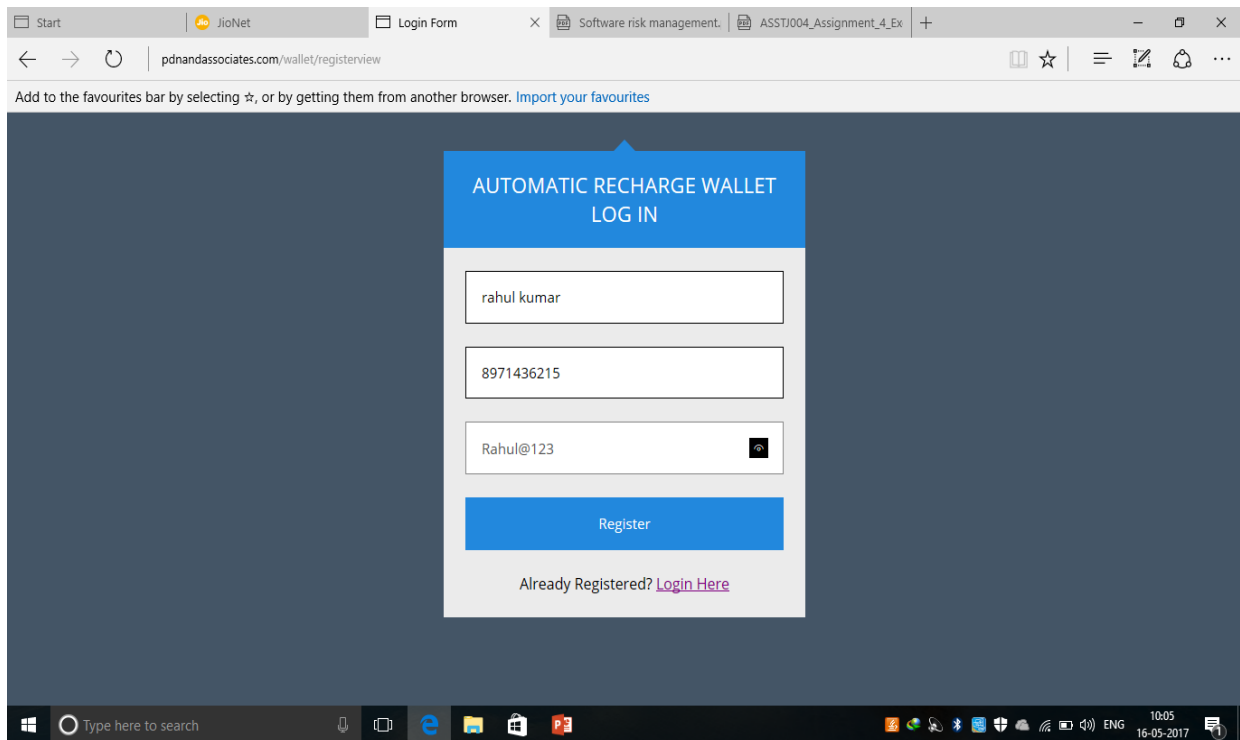 Start
JioNet
Login Form
Software risk management.
ASSTJ004_Assignment_4_Ex
pdnandassociates.com/wallet/registerview
Add to the favourites bar by selecting ☆, or by getting them from another browser. Import your favourites
AUTOMATIC RECHARGE WALLET
LOG IN
rahul kumar
8971436215
Rahul@123
Register
Already Registered? Login Here
Type here to search
ENG
10:05
16-05-2017